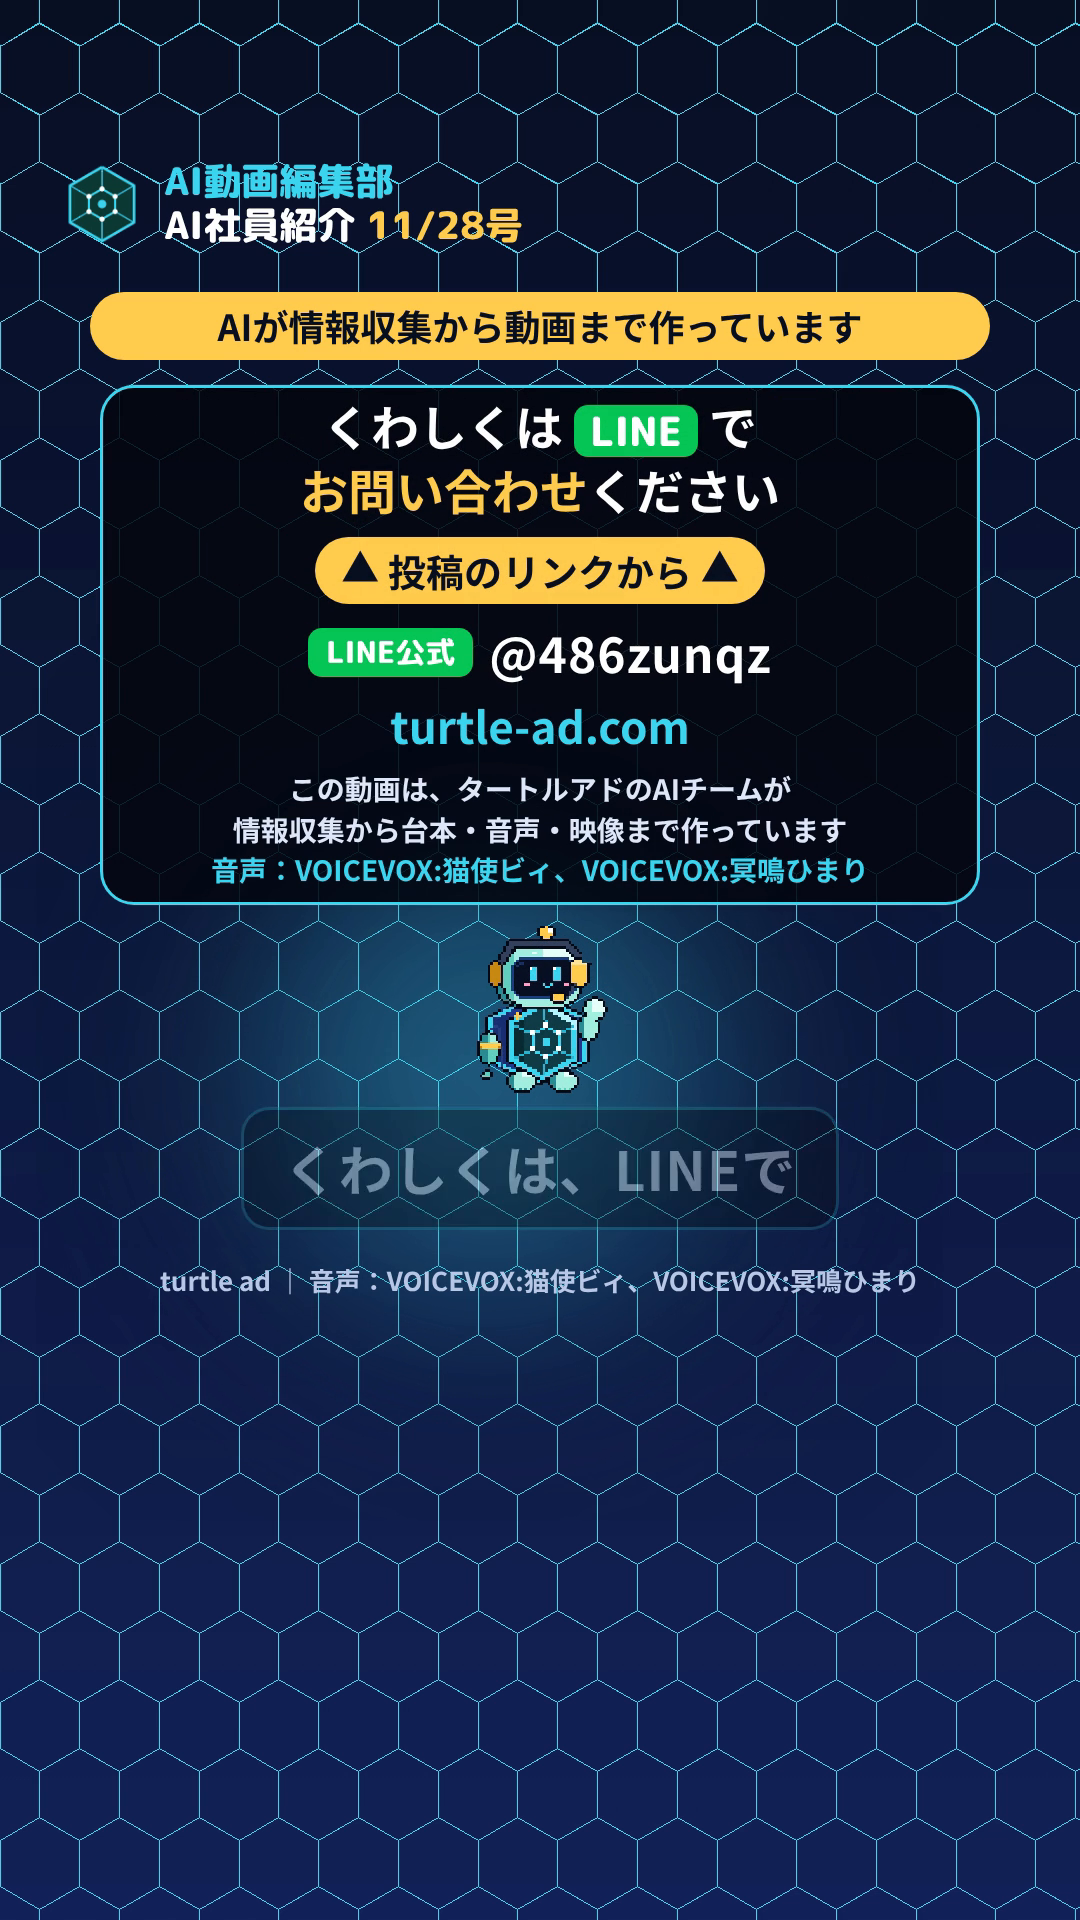 AI動画編集部
AI社員紹介 11/28号
AIが情報収集から動画まで作っています
くわしくは LINE で
お問い合わせください
▲ 投稿のリンクから ▲
LINE公式 @486zunqz
turtle-ad.com
この動画は、タートルアドのAIチームが
情報収集から台本・音声・映像まで作っています
音声：VOICEVOX:猫使ビィ、VOICEVOX:冥鳴ひまり
くわしくは、LINEで
turtle ad ｜ 音声：VOICEVOX:猫使ビィ、VOICEVOX:冥鳴ひまり